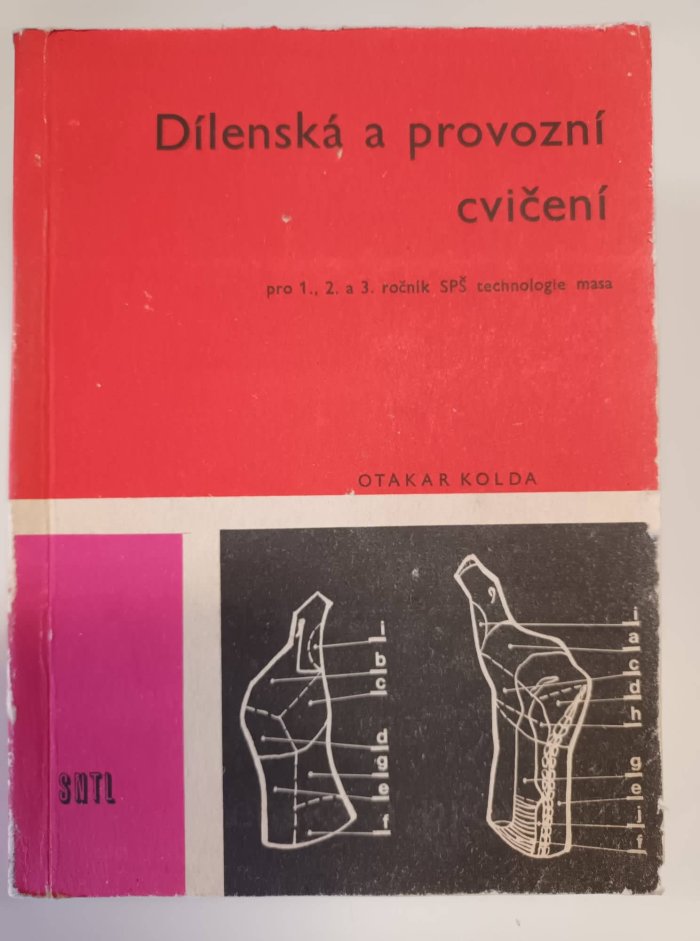 Dílenská a provozní
cvičení
pro 1., 2. a 3. ročník SPŠ technologie masa
OTAKAR KOLDA
SNTL
i
b
c
a
d
e
f
i
a
c
d
h
g
e
j
f